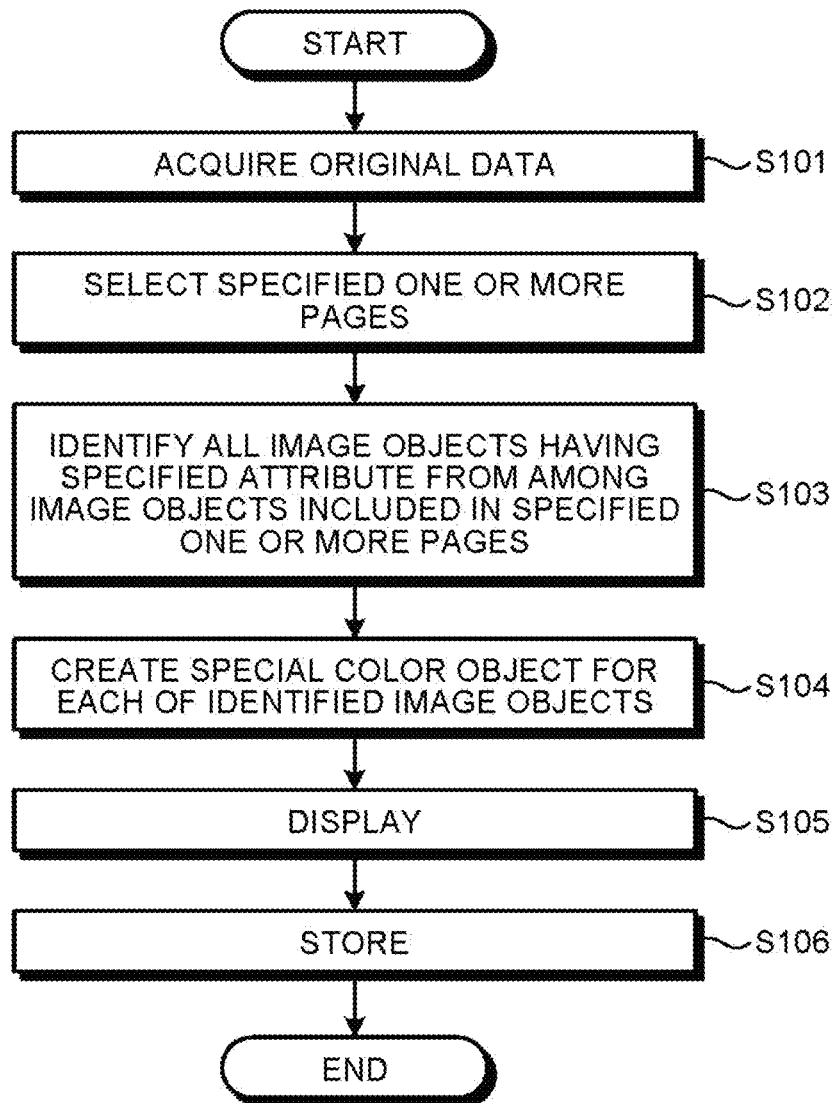 START
ACQUIRE ORIGINAL DATA
S101
SELECT SPECIFIED ONE OR MORE
PAGES
S102
IDENTIFY ALL IMAGE OBJECTS HAVING
SPECIFIED ATTRIBUTE FROM AMONG
IMAGE OBJECTS INCLUDED IN SPECIFIED
ONE OR MORE PAGES
S103
CREATE SPECIAL COLOR OBJECT FOR
EACH OF IDENTIFIED IMAGE OBJECTS
S104
DISPLAY
S105
STORE
S106
END